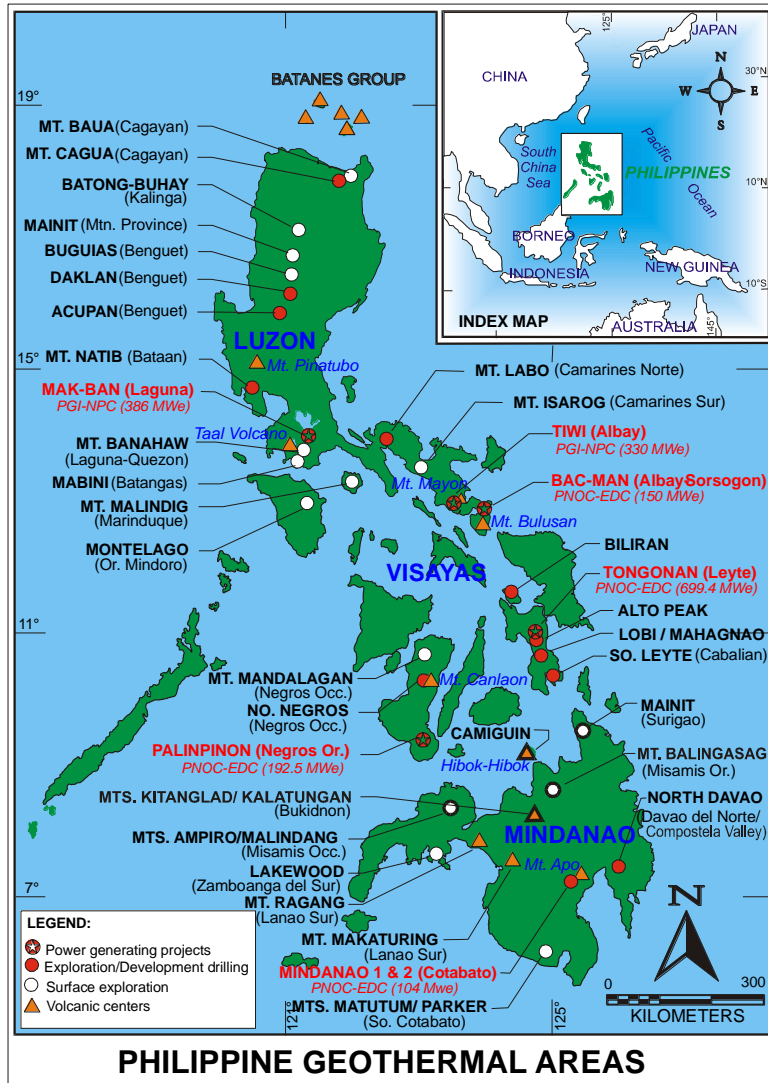 19°
15°
11°
7°
121°
125°
BATANES GROUP
MT. BAUA (Cagayan)
MT. CAGUA (Cagayan)
BATONG-BUHAY
(Kalinga)
MAINIT (Mtn. Province)
BUGUIAS (Benguet)
DAKLAN (Benguet)
ACUPAN (Benguet)
LUZON
MT. NATIB (Bataan)
Mt. Pinatubo
MAK-BAN (Laguna)
PGI-NPC (386 MWe)
Taal Volcano
MT. BANAHAW
(Laguna-Quezon)
MABINI (Batangas)
MT. MALINDIG
(Marinduque)
MONTELAGO
(Or. Mindoro)
MT. LABO (Camarines Norte)
MT. ISAROG (Camarines Sur)
TIWI (Albay)
PGI-NPC (330 MWe)
Mt. Mayon
BAC-MAN (Albay-Sorsogon)
PNOC-EDC (150 MWe)
Mt. Bulusan
VISAYAS
BILIRAN
TONGONAN (Leyte)
PNOC-EDC (699.4 MWe)
ALTO PEAK
LOBI / MAHAGNAO
SO. LEYTE (Cabalian)
MT. MANDALAGAN
(Negros Occ.)
Mt. Canlaon
NO. NEGROS
(Negros Occ.)
PALINPINON (Negros Or.)
PNOC-EDC (192.5 MWe)
CAMIGUIN
Hibok-Hibok
MAINIT
(Surigao)
MT. BALINGASAG
(Misamis Or.)
MTS. KITANGLAD/ KALATUNGAN
(Bukidnon)
NORTH DAVAO
(Davao del Norte/
Compostela Valley)
MINDANAO
MTS. AMPIRO/MALINDANG
(Misamis Occ.)
LAKEWOOD
(Zamboanga del Sur)
Mt. Apo
MT. RAGANG
(Lanao Sur)
MT. MAKATURING
(Lanao Sur)
MINDANAO 1 & 2 (Cotabato)
PNOC-EDC (104 Mwe)
MTS. MATUTUM/ PARKER
(So. Cotabato)
125°
JAPAN
CHINA
N
W
E
S
30°N
South
China
Sea
Pacific
Ocean
PHILIPPINES
10°N
BORNEO
INDONESIA
NEW GUINEA
10°S
AUSTRALIA
145°
INDEX MAP
LEGEND:
Power generating projects
Exploration/Development drilling
Surface exploration
Volcanic centers
N
0
300
KILOMETERS
PHILIPPINE GEOTHERMAL AREAS